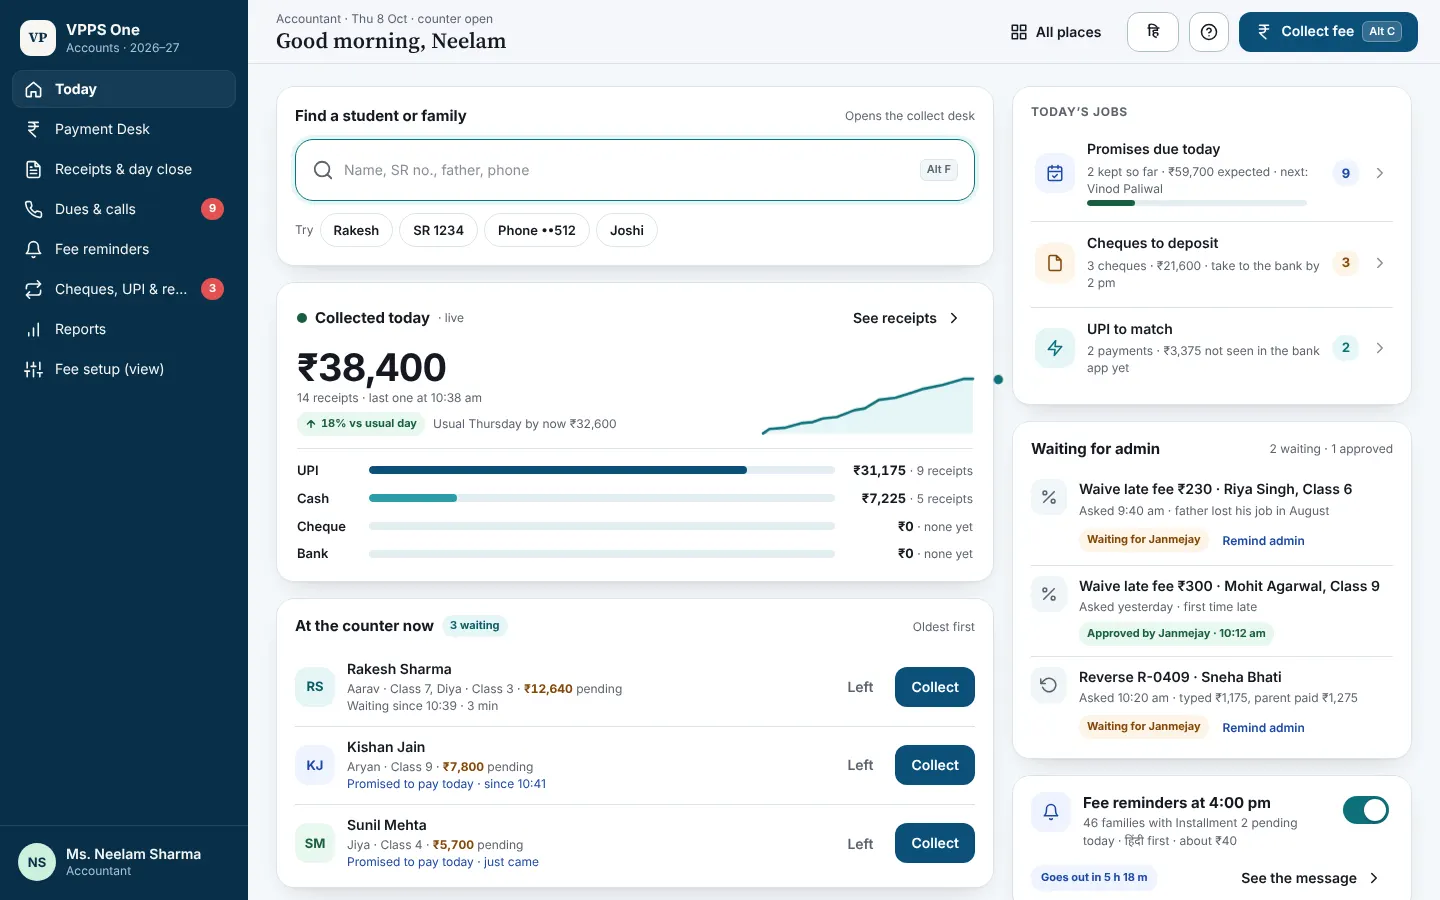 VP
VPPS One
Accounts · 2026–27
Today
Payment Desk
Receipts & day close
Dues & calls 9
Fee reminders
Cheques, UPI & re... 3
Reports
Fee setup (view)
NS
Ms. Neelam Sharma
Accountant
Accountant · Thu 8 Oct · counter open
Good morning, Neelam
All places
हि
?
₹ Collect fee Alt C
Find a student or family
Opens the collect desk
Name, SR no., father, phone
Alt F
Try Rakesh SR 1234 Phone ••512 Joshi
Collected today · live
See receipts
₹38,400
14 receipts · last one at 10:38 am
↑ 18% vs usual day Usual Thursday by now ₹32,600
UPI ₹31,175 · 9 receipts
Cash ₹7,225 · 5 receipts
Cheque ₹0 · none yet
Bank ₹0 · none yet
At the counter now 3 waiting
Oldest first
RS
Rakesh Sharma
Aarav · Class 7, Diya · Class 3 · ₹12,640 pending
Waiting since 10:39 · 3 min
Left Collect
KJ
Kishan Jain
Aryan · Class 9 · ₹7,800 pending
Promised to pay today · since 10:41
Left Collect
SM
Sunil Mehta
Jiya · Class 4 · ₹5,700 pending
Promised to pay today · just came
Left Collect
TODAY'S JOBS
Promises due today
2 kept so far · ₹59,700 expected · next:
Vinod Paliwal
9
Cheques to deposit
3 cheques · ₹21,600 · take to the bank by
2 pm
3
UPI to match
2 payments · ₹3,375 not seen in the bank
app yet
2
Waiting for admin
2 waiting · 1 approved
Waive late fee ₹230 · Riya Singh, Class 6
Asked 9:40 am · father lost his job in August
Waiting for Janmejay Remind admin
Waive late fee ₹300 · Mohit Agarwal, Class 9
Asked yesterday · first time late
Approved by Janmejay · 10:12 am
Reverse R-0409 · Sneha Bhati
Asked 10:20 am · typed ₹1,175, parent paid ₹1,275
Waiting for Janmejay Remind admin
Fee reminders at 4:00 pm
46 families with Installment 2 pending
today · हिंदी first · about ₹40
Goes out in 5 h 18 m
See the message